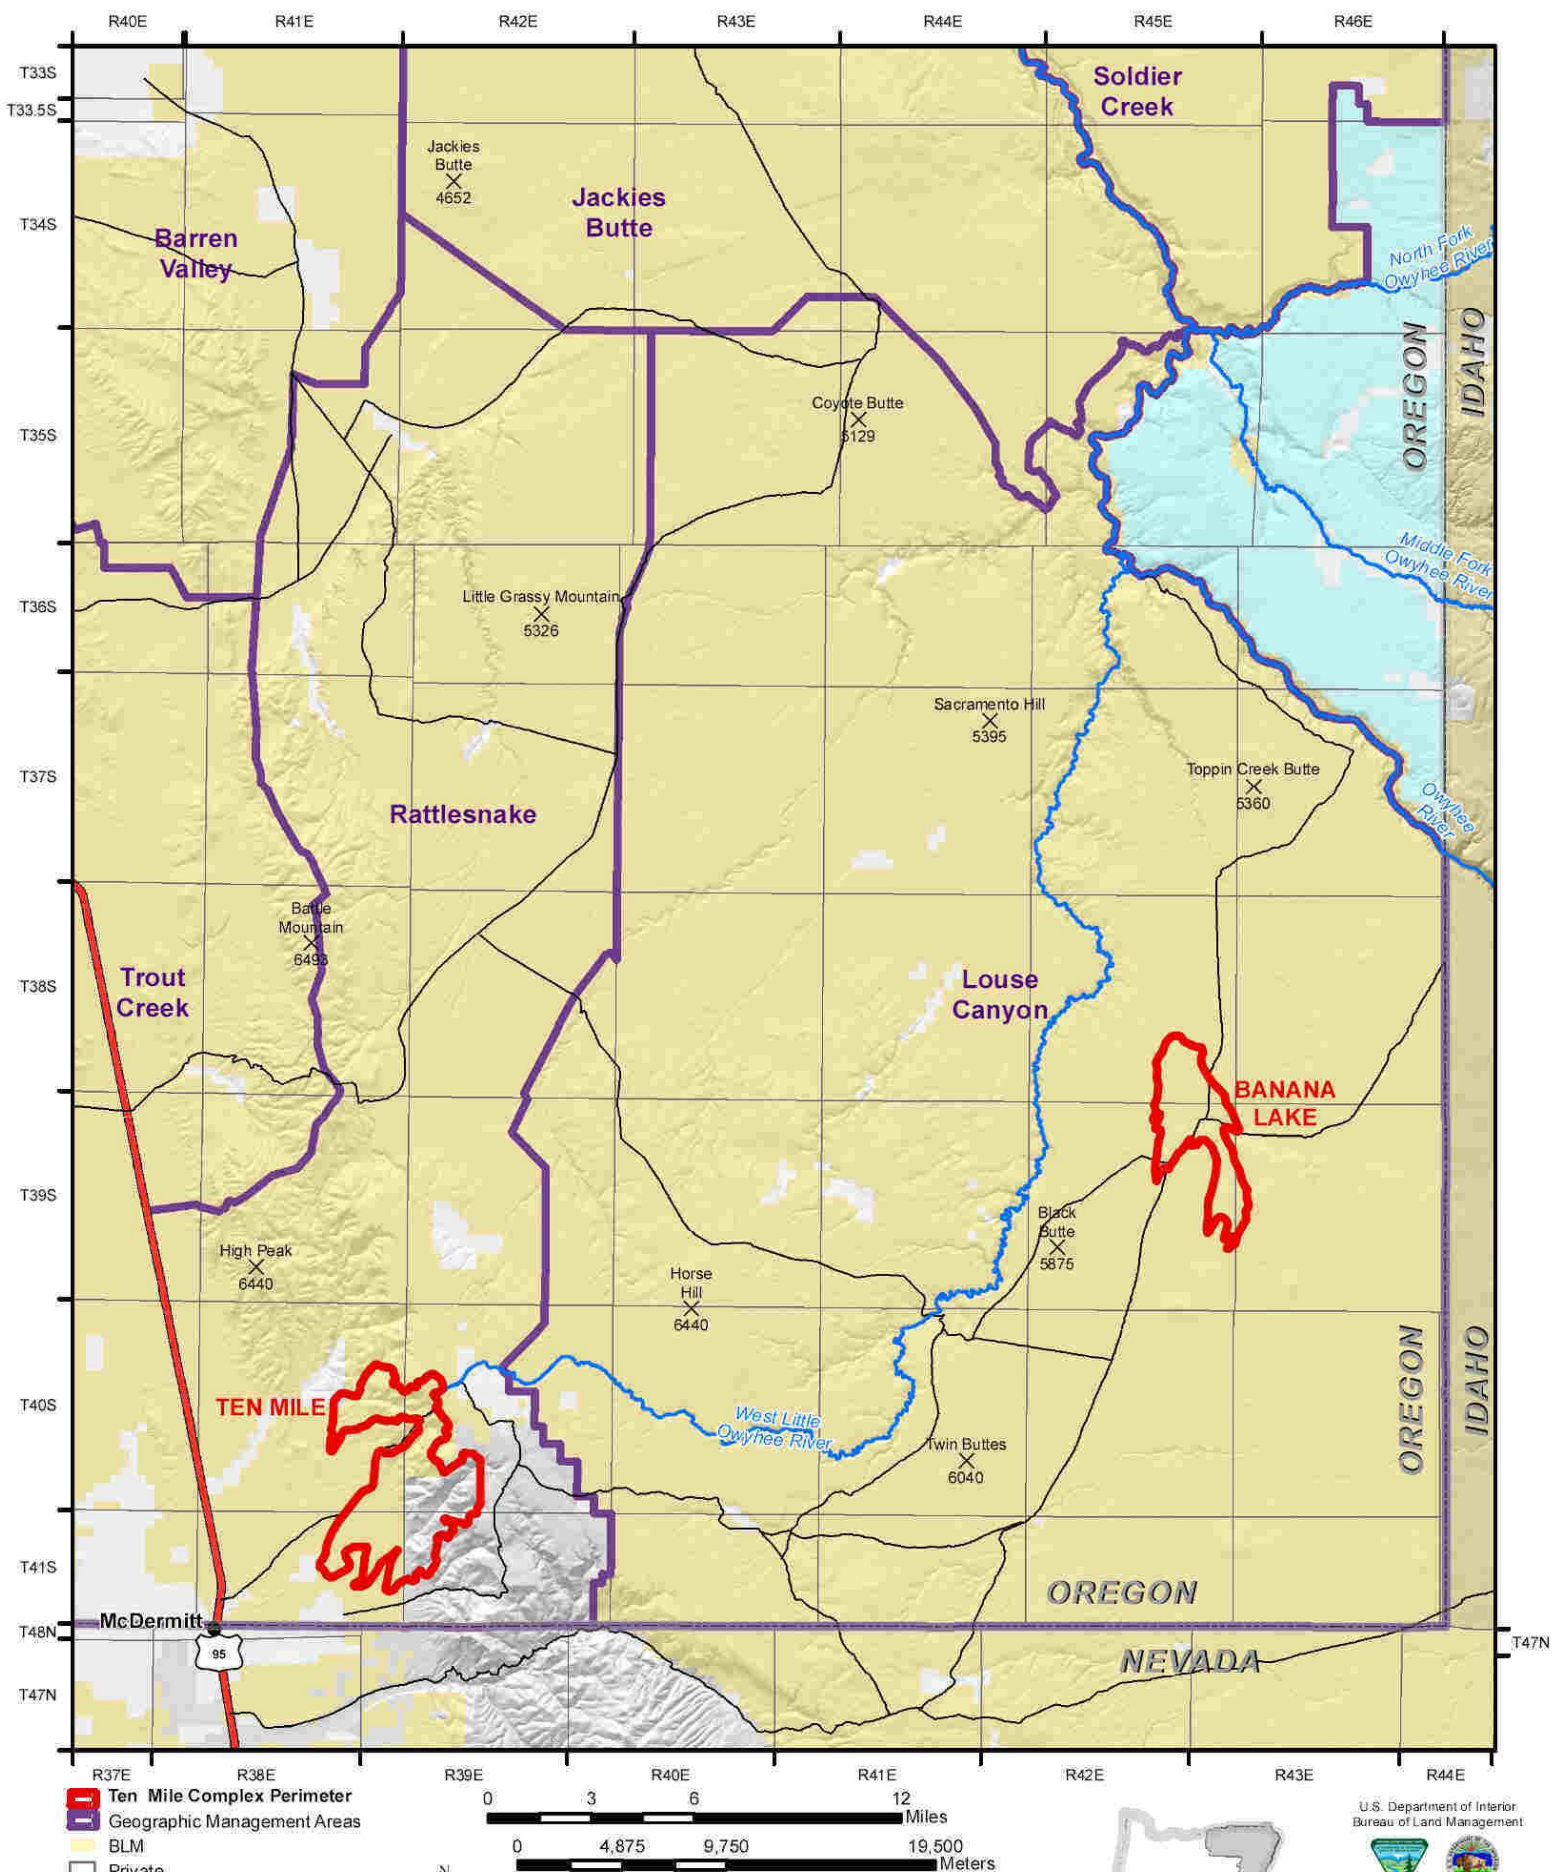 R40E R41E R42E R43E R44E R45E R46E
T33S
T33.5S
T34S
T35S
T36S
T37S
T38S
T39S
T40S
T41S
T48N
T47N
T47N
Soldier
Creek
Jackies
Butte
4652
Jackies
Butte
Barren
Valley
North Fork
Owyhee River
OREGON
IDAHO
Coyote Butte
5129
Middle Fork
Owyhee River
Little Grassy Mountain
5326
Sacramento Hill
5395
Toppin Creek Butte
5360
Owyhee
River
Rattlesnake
Battle
Mountain
6493
Trout
Creek
Louse
Canyon
BANANA
LAKE
Black
Butte
5875
High Peak
6440
Horse
Hill
6440
OREGON
IDAHO
TEN MILE
West Little
Owyhee River
Twin Buttes
6040
OREGON
McDermitt
95
NEVADA
R37E R38E R39E R40E R41E R42E R43E R44E
Ten Mile Complex Perimeter
Geographic Management Areas
BLM
Private
0 3 6 12
Miles
0 4,875 9,750 19,500
Meters
N
U.S. Department of Interior
Bureau of Land Management